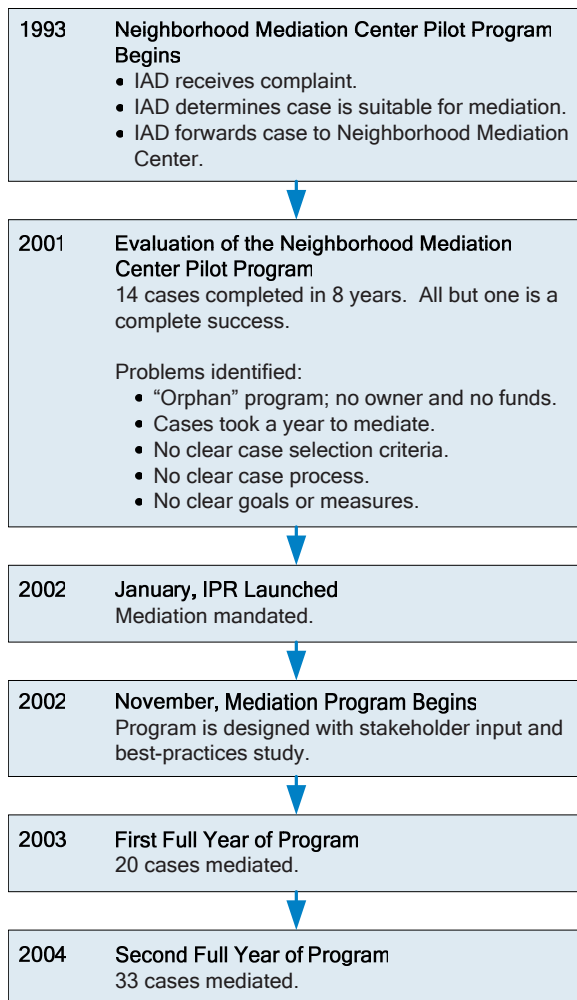 1993 Neighborhood Mediation Center Pilot Program
Begins
• IAD receives complaint.
• IAD determines case is suitable for mediation.
• IAD forwards case to Neighborhood Mediation
Center.
2001 Evaluation of the Neighborhood Mediation
Center Pilot Program
14 cases completed in 8 years.  All but one is a
complete success.
Problems identified:
• “Orphan” program; no owner and no funds.
• Cases took a year to mediate.
• No clear case selection criteria.
• No clear case process.
• No clear goals or measures.
2002 January, IPR Launched
Mediation mandated.
2002 November, Mediation Program Begins
Program is designed with stakeholder input and
best-practices study.
2003 First Full Year of Program
20 cases mediated.
2004 Second Full Year of Program
33 cases mediated.